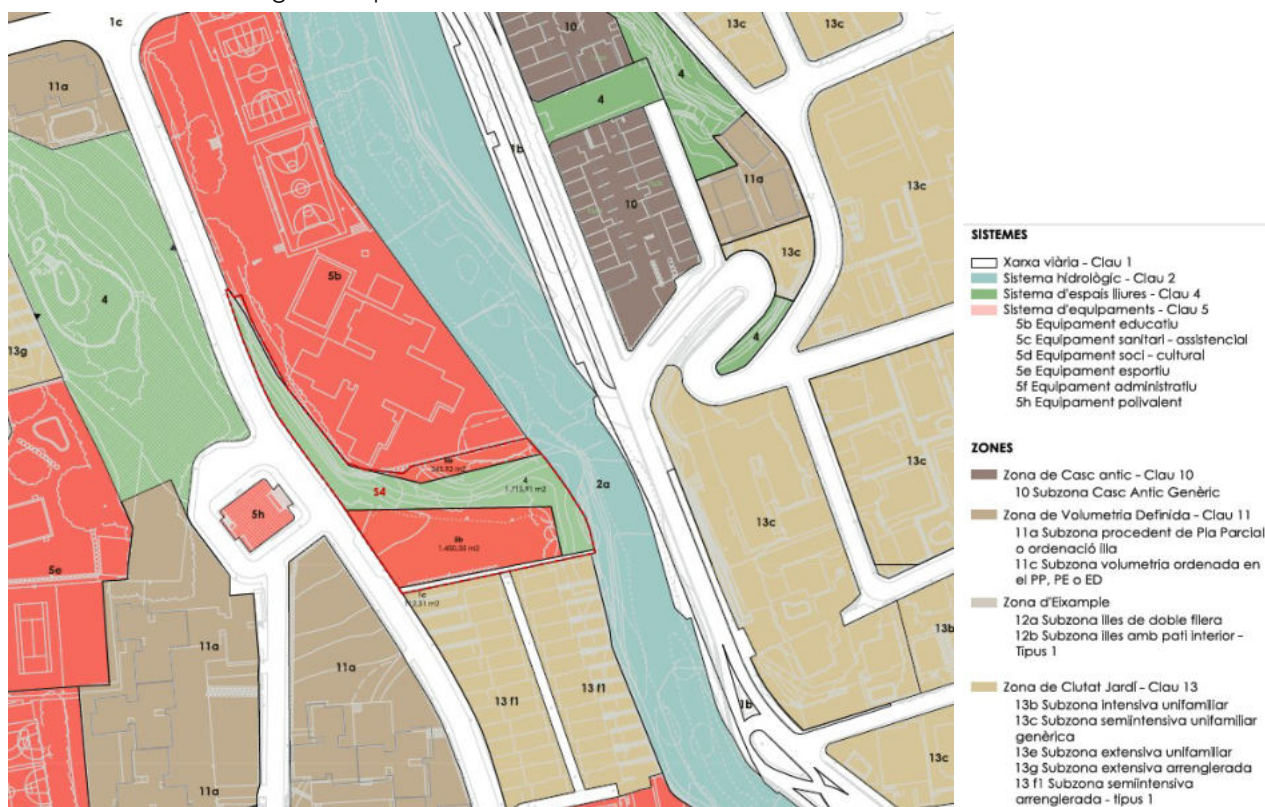 1c
10
13c
13c
11a
4
4
1b
13c
11a
13c
10
5b
13c
4
13g
4
13c
5e
4
1.715,91 m2
2a
S4
13c
5h
5b
1.450,35 m2
5e
1c
13b
11a
11a
13 f1
13 f1
1b
13c
11a
13c
SISTEMES
Xarxa viària - Clau 1
Sistema hidrològic - Clau 2
Sistema d'espais lliures - Clau 4
Sistema d'equipaments - Clau 5
5b Equipament educatiu
5c Equipament sanitari - assistencial
5d Equipament soci - cultural
5e Equipament esportiu
5f Equipament administratiu
5h Equipament polivalent
ZONES
Zona de Casc antic - Clau 10
10 Subzona Casc Antic Genèric
Zona de Volumetria Definida - Clau 11
11a Subzona procedent de Pla Parcial
o ordenació illa
11c Subzona volumetria ordenada en
el PP, PE o ED
Zona d'Eixample
12a Subzona illes de doble filera
12b Subzona illes amb pati interior -
Tipus 1
Zona de Ciutat Jardí - Clau 13
13b Subzona intensiva unifamiliar
13c Subzona semiintensiva unifamiliar
genèrica
13e Subzona extensiva unifamiliar
13g Subzona extensiva arrenglerada
13 f1 Subzona semiintensiva
arrenglerada - tipus 1